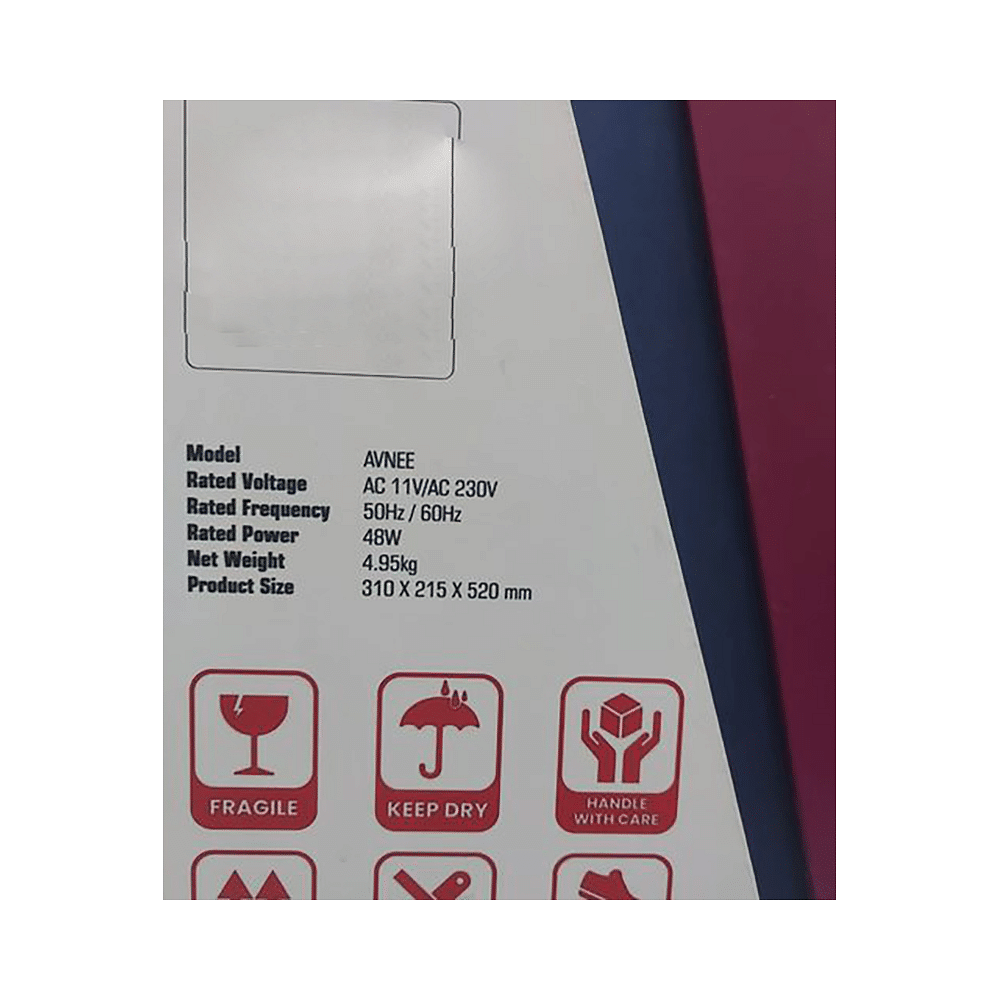 Model AVNEE
Rated Voltage AC 11V/AC 230V
Rated Frequency 50Hz / 60Hz
Rated Power 48W
Net Weight 4.95kg
Product Size 310 X 215 X 520 mm
FRAGILE
KEEP DRY
HANDLE
WITH CARE